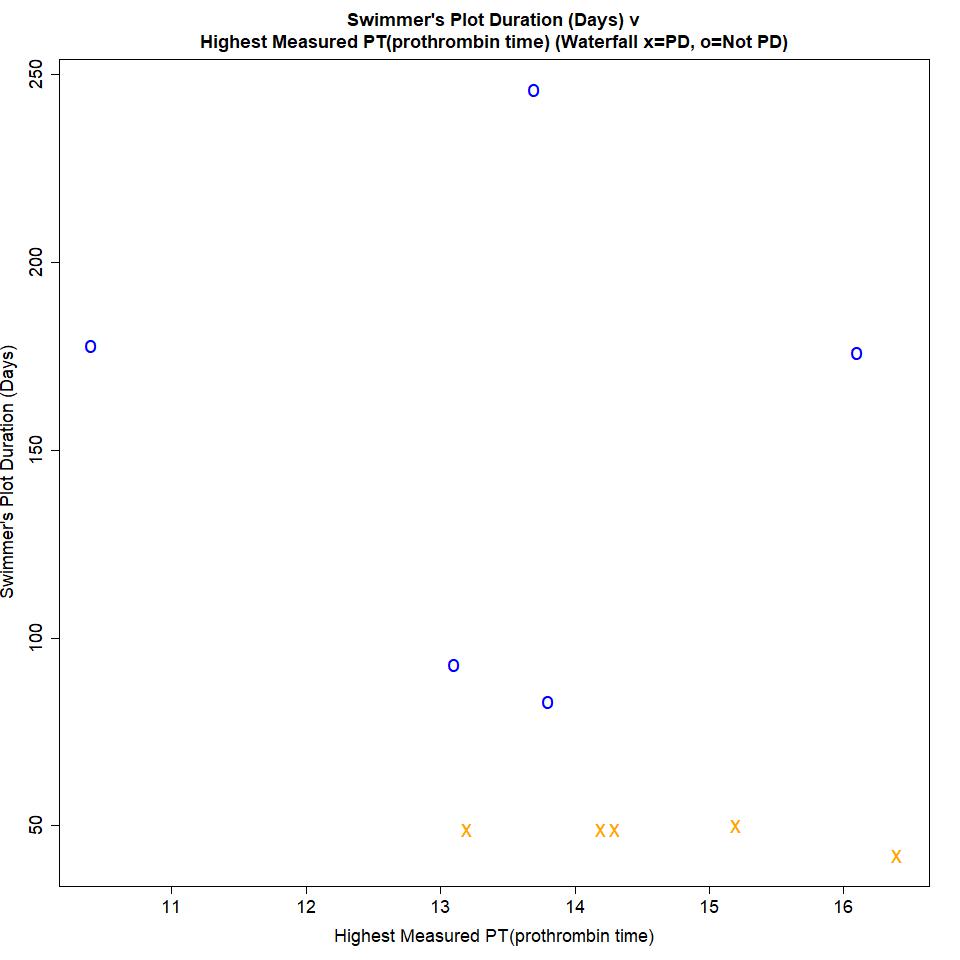 Swimmer's Plot Duration (Days) v
Highest Measured PT(prothrombin time) (Waterfall x=PD, o=Not PD)
Swimmer's Plot Duration (Days)
250
200
150
100
50
o
o
o
o
o
x
x x
x
x
11 12 13 14 15 16
Highest Measured PT(prothrombin time)